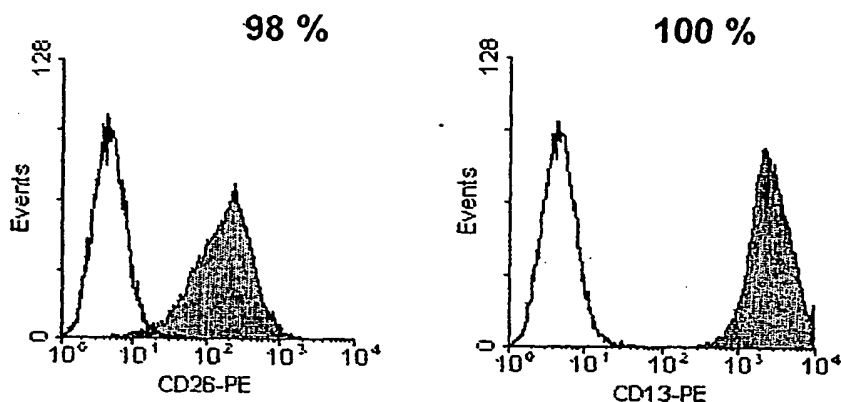 98 %
128
Events
0
10⁰ 10¹ 10² 10³ 10⁴
CD26-PE
100 %
128
Events
0
10⁰ 10¹ 10² 10³ 10⁴
CD13-PE